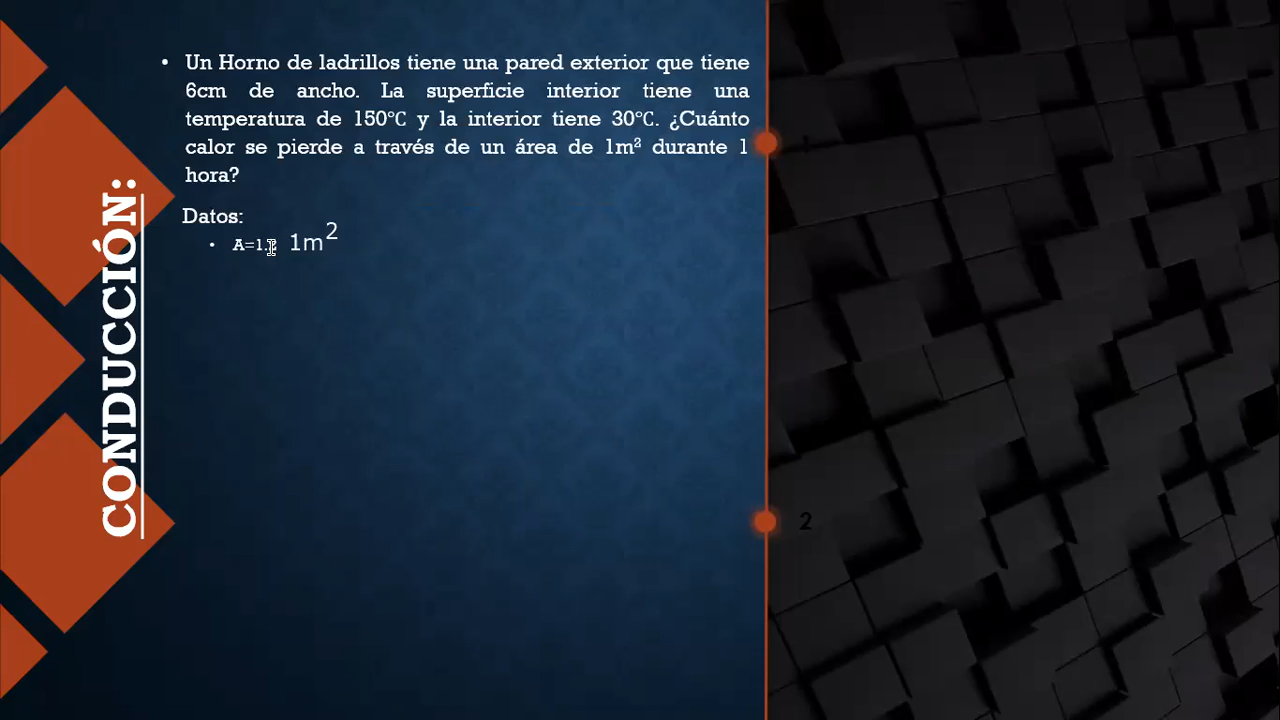 CONDUCCIÓN:
• Un Horno de ladrillos tiene una pared exterior que tiene
6cm de ancho. La superficie interior tiene una
temperatura de 150°C y la interior tiene 30°C. ¿Cuánto
calor se pierde a través de un área de 1m² durante 1
hora?
Datos:
• A=1. 1m²
2